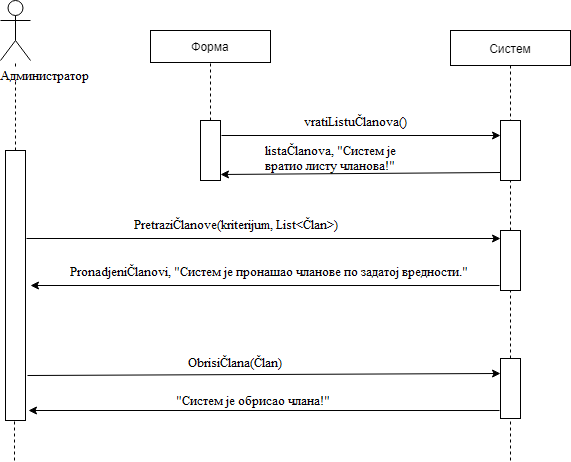 Форма
Систем
Администратор
vratiListuČlanova()
listaČlanova, "Систем је
вратио листу чланова!"
PretraziČlanove(kriterijum, List<Član>)
PronadjeniČlanovi, "Систем је пронашао чланове по задатој вредности."
ObrisiČlana(Član)
"Систем је обрисао члана!"